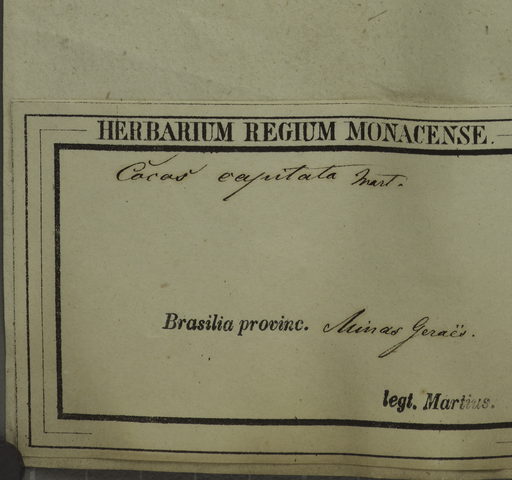 HERBARIUM REGIUM MONACENSE.
Cocos capitata Mart.
Brasilia provinc. Minas Geraës.
legt. Martius.